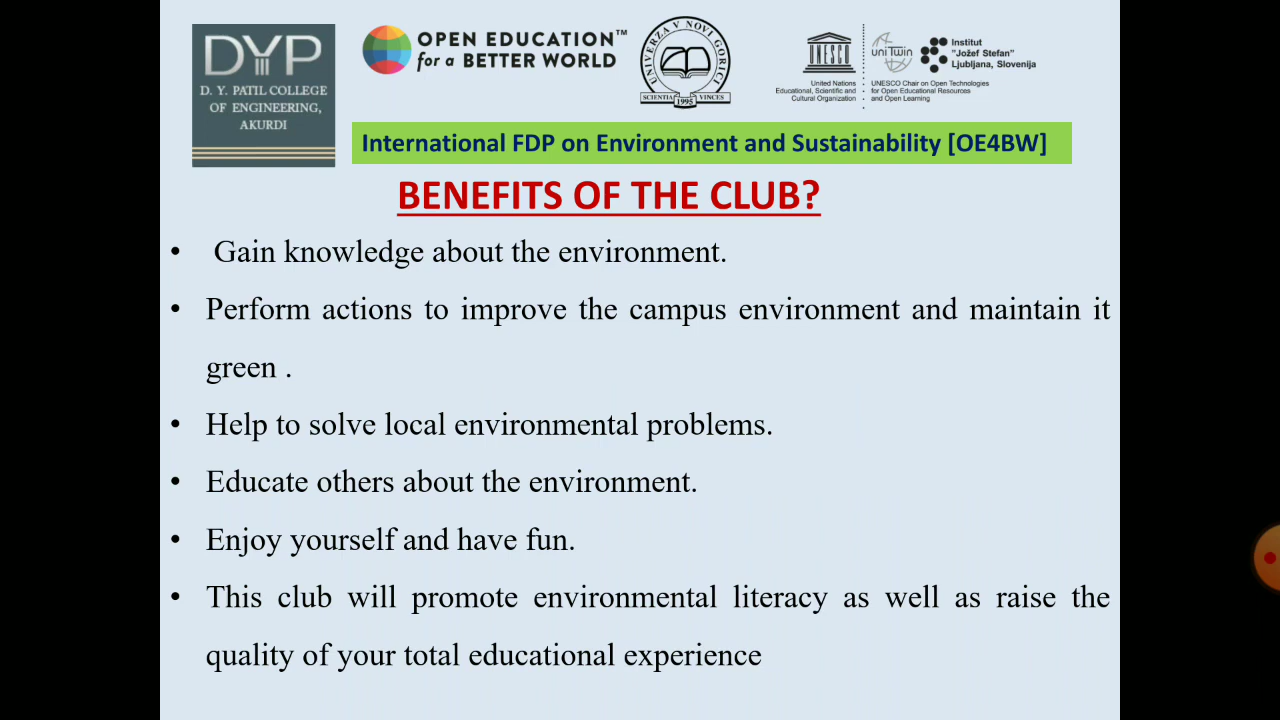 DYP
D. Y. PATIL COLLEGE
OF ENGINEERING,
AKURDI
OPEN EDUCATION™
for a BETTER WORLD
UNIVERZA V NOVI GORICI
SCIENTIA VINCES
1995
UNESCO
United Nations
Educational, Scientific and
Cultural Organization
uniTwin
Institut
"Jožef Stefan"
Ljubljana, Slovenija
UNESCO Chair on Open Technologies
for Open Educational Resources
and Open Learning
International FDP on Environment and Sustainability [OE4BW]
BENEFITS OF THE CLUB?
• Gain knowledge about the environment.
• Perform actions to improve the campus environment and maintain it
green .
• Help to solve local environmental problems.
• Educate others about the environment.
• Enjoy yourself and have fun.
• This club will promote environmental literacy as well as raise the
quality of your total educational experience